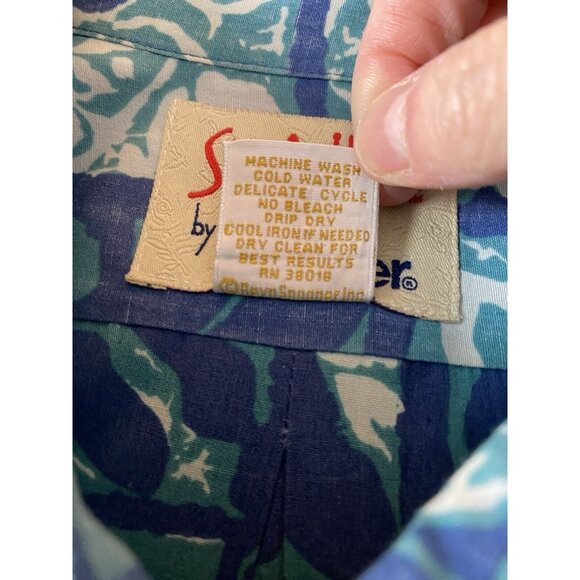 by
er®
MACHINE WASH
COLD WATER
DELICATE CYCLE
NO BLEACH
DRIP DRY
COOL IRON IF NEEDED
DRY CLEAN FOR
BEST RESULTS
RN 38018
© Reyn Spooner Inc.